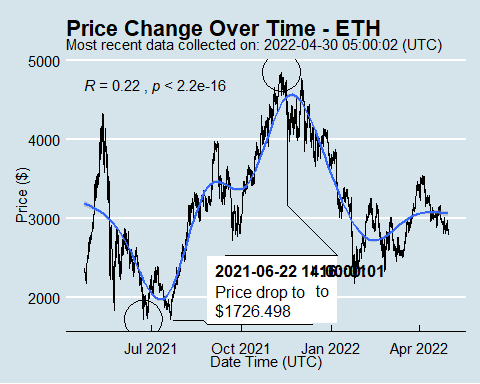 Price Change Over Time - ETH
Most recent data collected on: 2022-04-30 05:00:02 (UTC)
R = 0.22 , p < 2.2e-16
5000
4000
3000
2000
Price ($)
2021-06-22 14:
Price drop to to
$1726.498
Jul 2021
Oct 2021
Jan 2022
Apr 2022
Date Time (UTC)